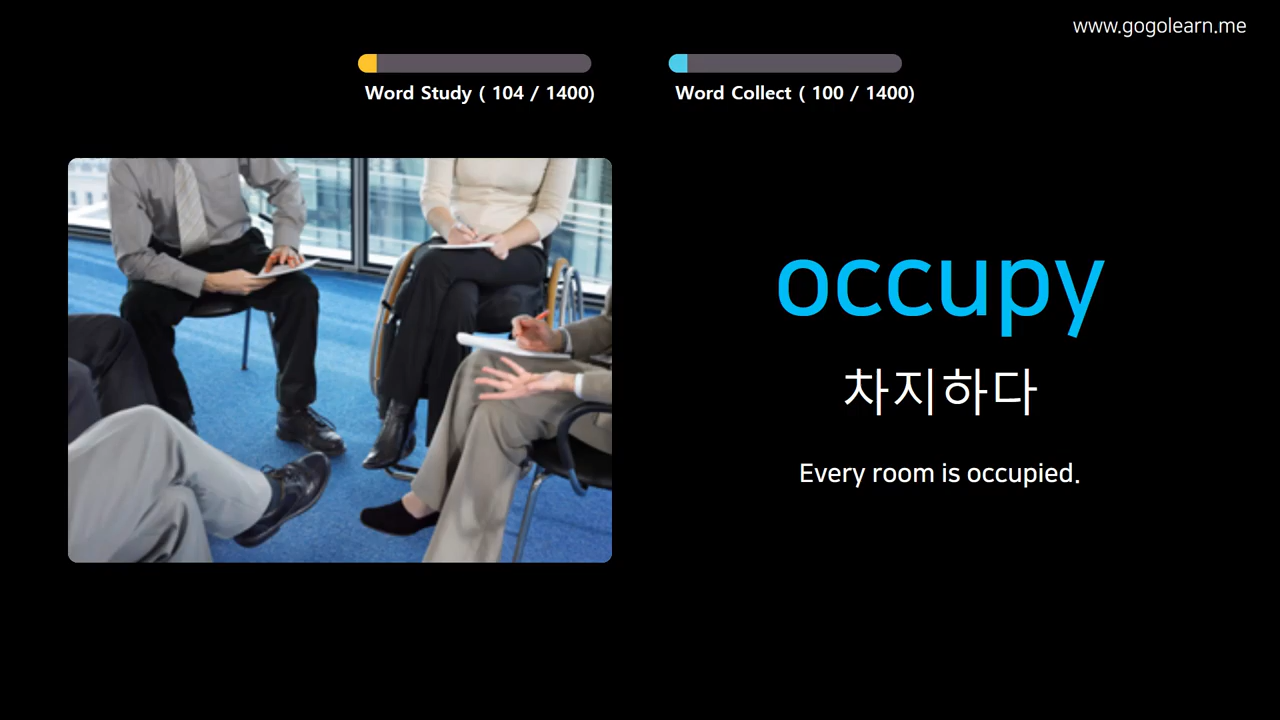 www.gogolearn.me
Word Study ( 104 / 1400)
Word Collect ( 100 / 1400)
occupy
차지하다
Every room is occupied.